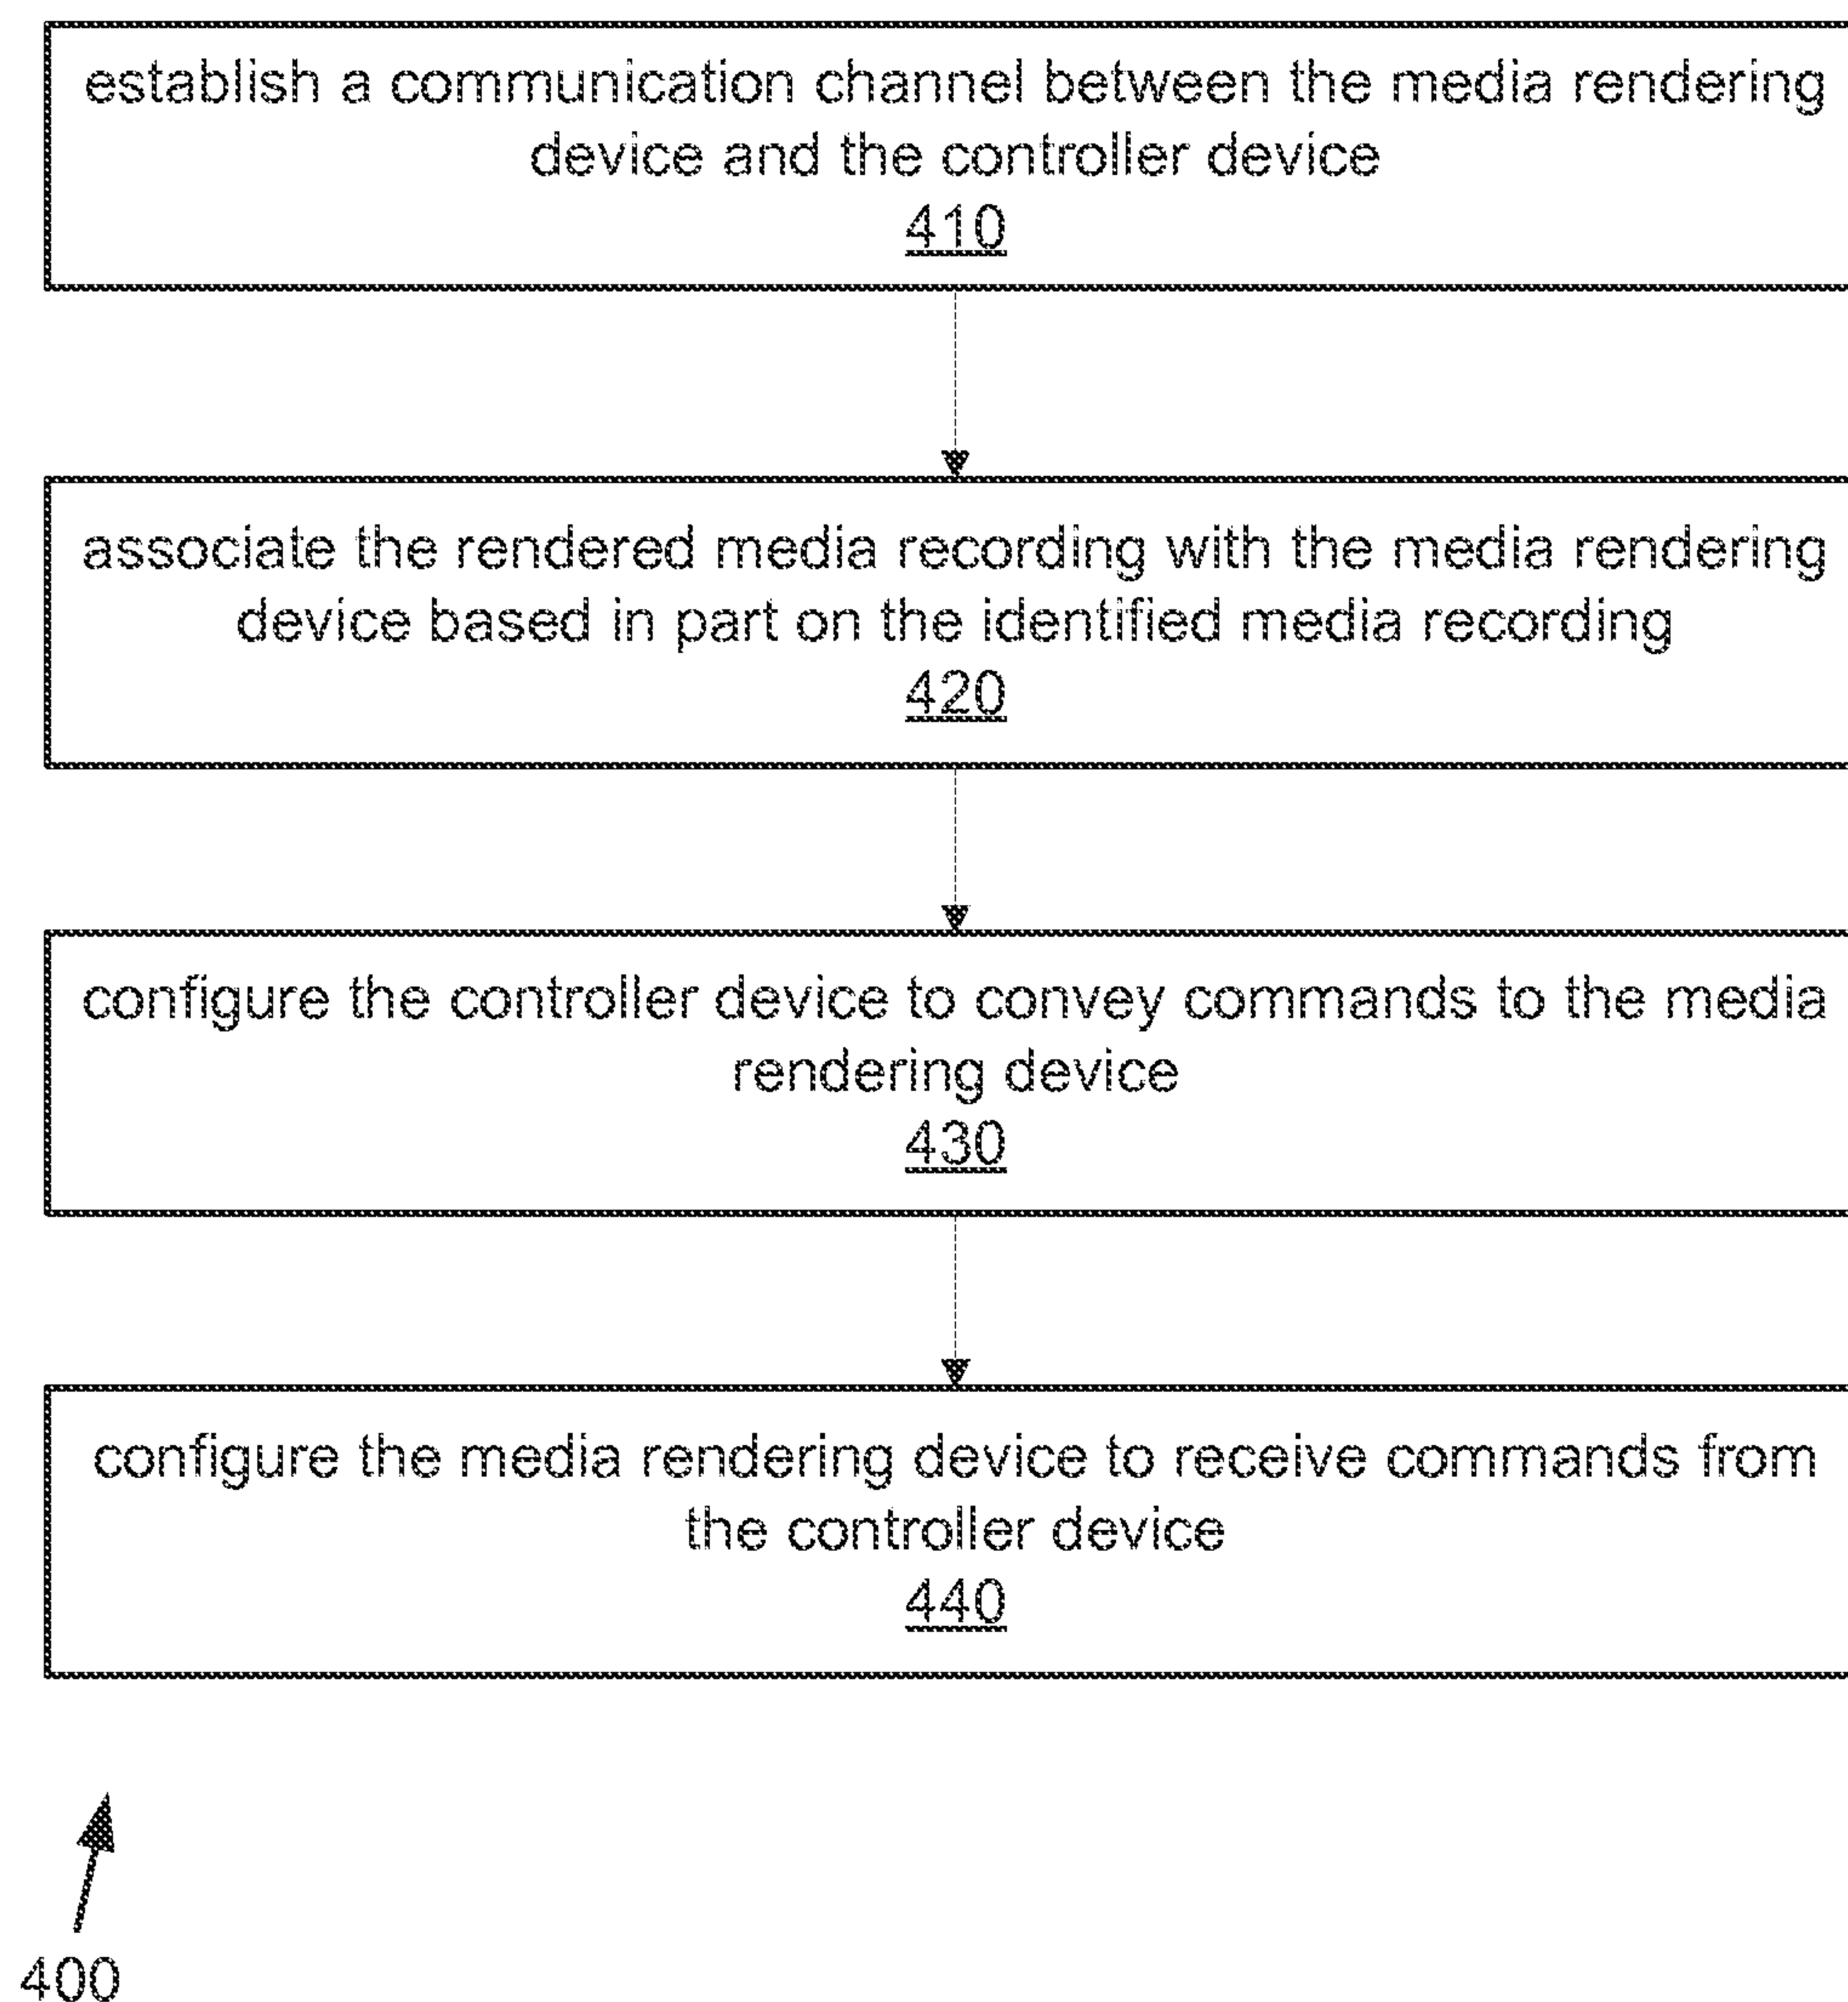 establish a communication channel between the media rendering
device and the controller device
410
associate the rendered media recording with the media rendering
device based in part on the identified media recording
420
configure the controller device to convey commands to the media
rendering device
430
configure the media rendering device to receive commands from
the controller device
440
400